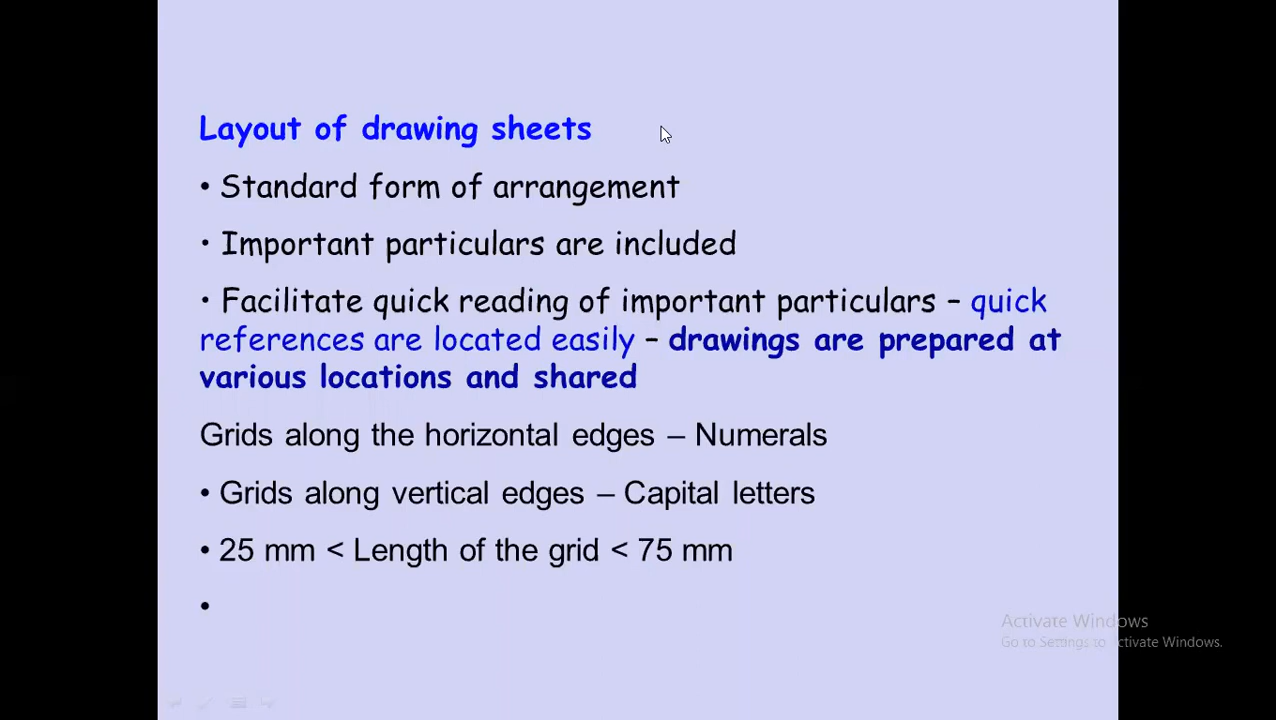 Layout of drawing sheets
• Standard form of arrangement
• Important particulars are included
• Facilitate quick reading of important particulars – quick
references are located easily – drawings are prepared at
various locations and shared
Grids along the horizontal edges – Numerals
• Grids along vertical edges – Capital letters
• 25 mm < Length of the grid < 75 mm
•
Activate Windows
Go to Settings to activate Windows.